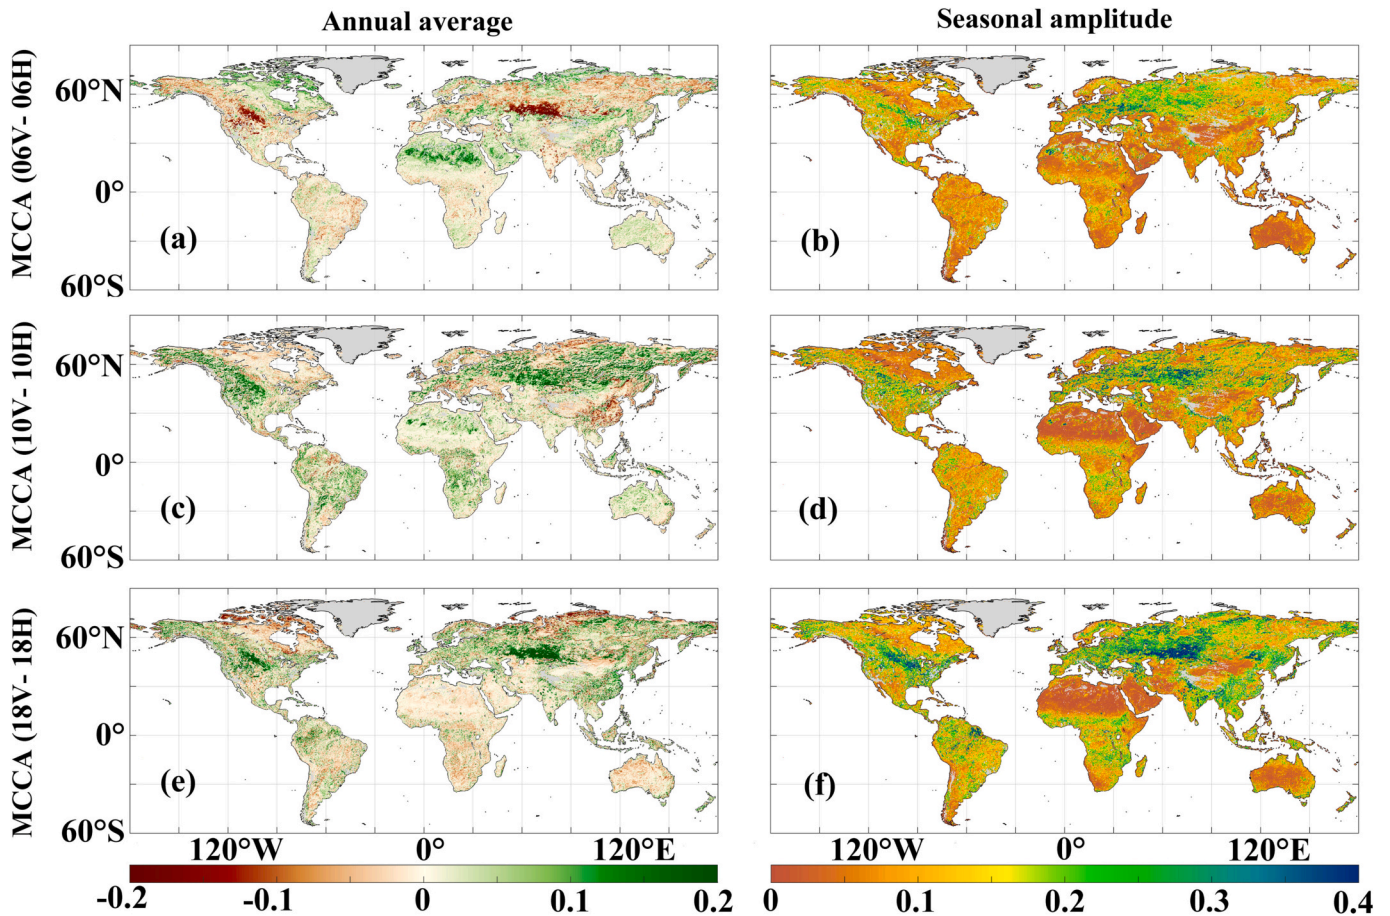 Annual average
Seasonal amplitude
MCCA (06V- 06H)
60°N
0°
60°S
(a)
(b)
MCCA (10V- 10H)
60°N
0°
60°S
(c)
(d)
MCCA (18V- 18H)
60°N
0°
60°S
(e)
(f)
120°W 0° 120°E
120°W 0° 120°E
-0.2 -0.1 0 0.1 0.2
0 0.1 0.2 0.3 0.4